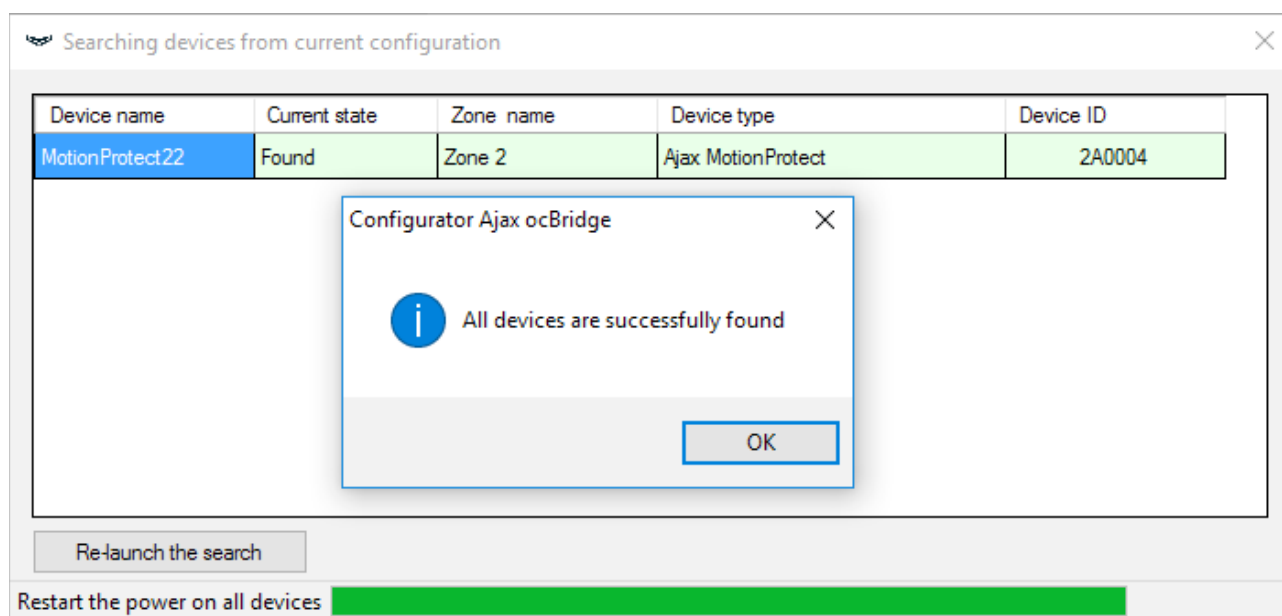 Searching devices from current configuration
Device name Current state Zone name Device type Device ID
MotionProtect22 Found Zone 2 Ajax MotionProtect 2A0004
Configurator Ajax ocBridge
All devices are successfully found
OK
Re-launch the search
Restart the power on all devices